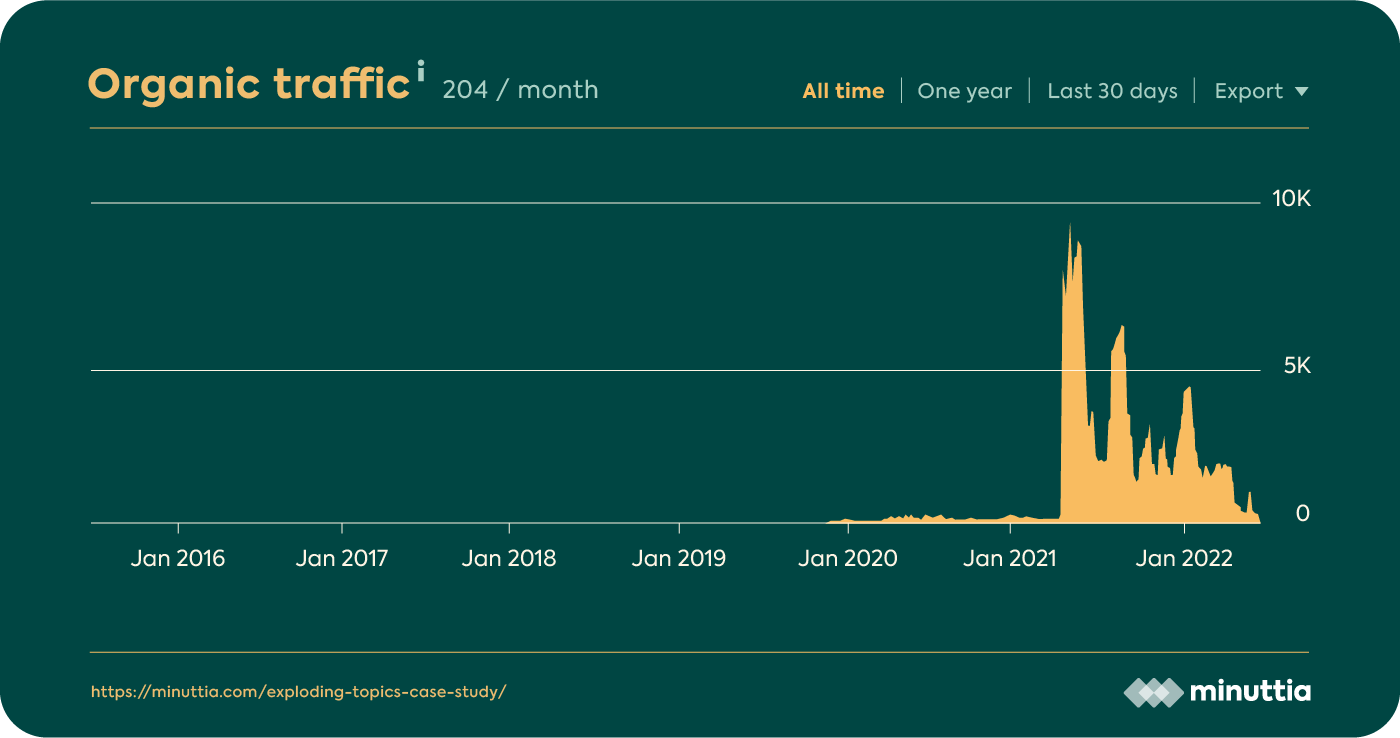 Organic traffic i 204 / month
All time | One year | Last 30 days | Export
10K
5K
0
Jan 2016 Jan 2017 Jan 2018 Jan 2019 Jan 2020 Jan 2021 Jan 2022
https://minuttia.com/exploding-topics-case-study/
minuttia